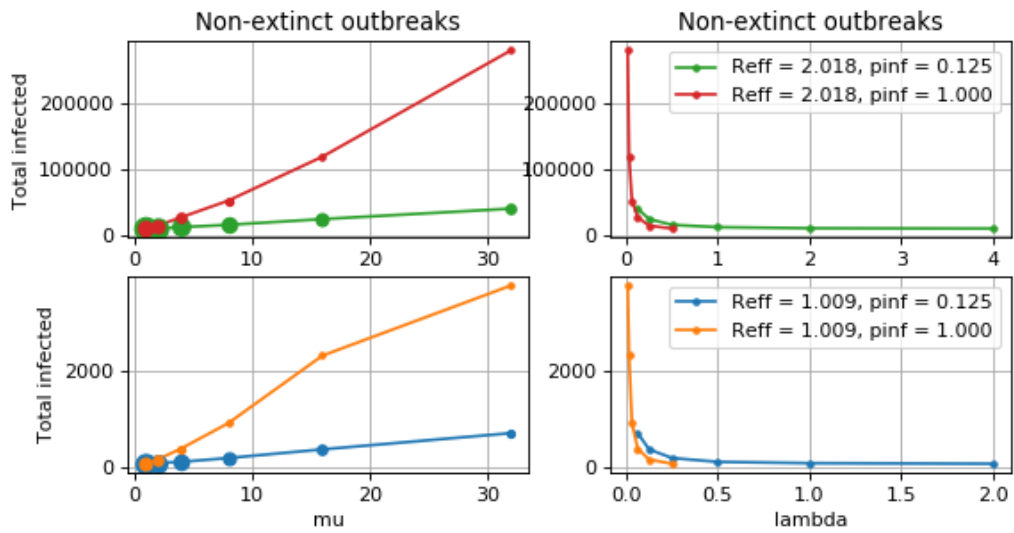 Non-extinct outbreaks
Total infected
200000
100000
0
0 10 20 30
Non-extinct outbreaks
Reff = 2.018, pinf = 0.125
Reff = 2.018, pinf = 1.000
200000
100000
0
0 1 2 3 4
Total infected
2000
0
0 10 20 30
mu
Reff = 1.009, pinf = 0.125
Reff = 1.009, pinf = 1.000
2000
0
0.0 0.5 1.0 1.5 2.0
lambda